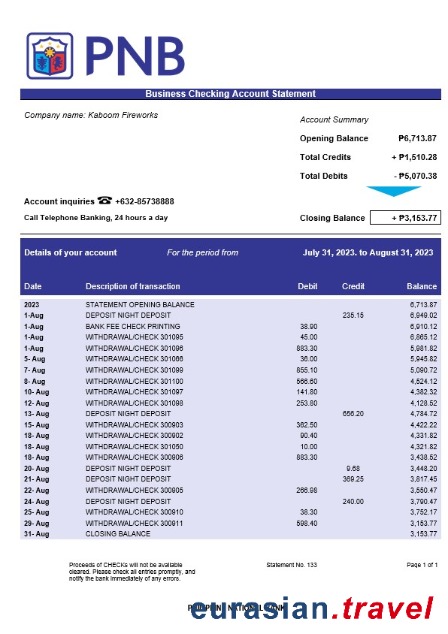 PNB
Business Checking Account Statement
Company name: Kaboom Fireworks
Account Summary
Opening Balance ₱6,713.87
Total Credits + ₱1,510.28
Total Debits - ₱5,070.38
Account inquiries ☎ +632-85738888
Call Telephone Banking, 24 hours a day
Closing Balance + ₱3,153.77
Details of your account For the period from July 31, 2023. to August 31, 2023
Date Description of transaction Debit Credit Balance
2023 STATEMENT OPENING BALANCE 6,713.87
1-Aug DEPOSIT NIGHT DEPOSIT 235.15 6,949.02
1-Aug BANK FEE CHECK PRINTING 38.90 6,910.12
1-Aug WITHDRAWAL/CHECK 301095 45.00 6,865.12
1-Aug WITHDRAWAL/CHECK 301096 883.30 5,981.82
5- Aug WITHDRAWAL/CHECK 301066 36.00 5,945.82
7- Aug WITHDRAWAL/CHECK 301099 855.10 5,090.72
8- Aug WITHDRAWAL/CHECK 301100 566.60 4,524.12
10- Aug WITHDRAWAL/CHECK 301097 141.80 4,382.32
12- Aug WITHDRAWAL/CHECK 301098 253.80 4,128.52
13- Aug DEPOSIT NIGHT DEPOSIT 656.20 4,784.72
15- Aug WITHDRAWAL/CHECK 300903 362.50 4,422.22
18- Aug WITHDRAWAL/CHECK 300902 90.40 4,331.82
18- Aug WITHDRAWAL/CHECK 301050 10.00 4,321.82
18- Aug WITHDRAWAL/CHECK 300906 883.30 3,438.52
20- Aug DEPOSIT NIGHT DEPOSIT 9.68 3,448.20
21- Aug DEPOSIT NIGHT DEPOSIT 369.25 3,817.45
22- Aug WITHDRAWAL/CHECK 300905 266.98 3,550.47
24- Aug DEPOSIT NIGHT DEPOSIT 240.00 3,790.47
25- Aug WITHDRAWAL/CHECK 300910 38.30 3,752.17
29- Aug WITHDRAWAL/CHECK 300911 598.40 3,153.77
31- Aug CLOSING BALANCE 3,153.77
Proceeds of CHECKs will not be available Statement No. 133 Page 1 of 1
cleared. Please check all entries promptly, and
notify the bank immediately of any errors.
eurasian.travel